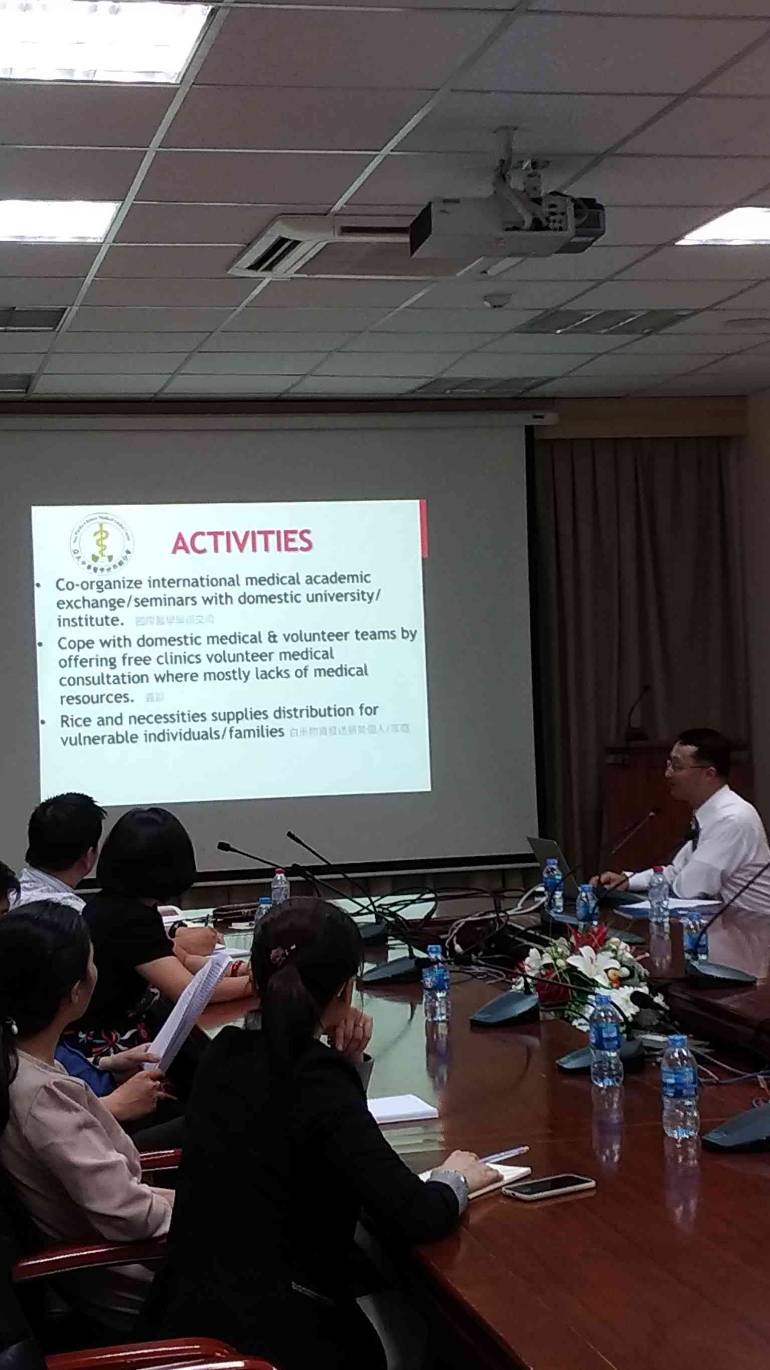 ACTIVITIES
• Co-organize international medical academic
exchange/seminars with domestic university/
institute.
• Cope with domestic medical & volunteer teams by
offering free clinics volunteer medical
consultation where mostly lacks of medical
resources. 義診
• Rice and necessities supplies distribution for
vulnerable individuals/families